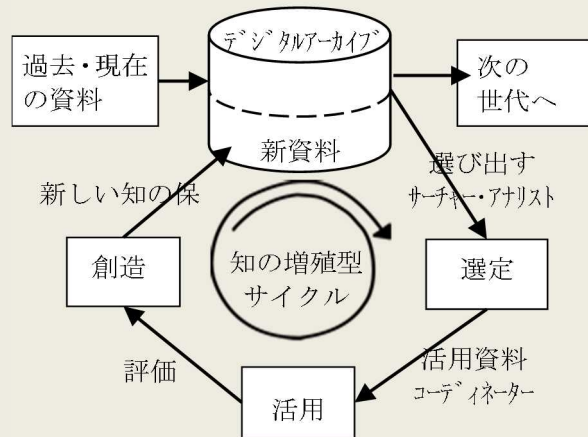 デジタルアーカイブ
過去・現在
の資料
次の
世代へ
新資料
選び出す
サーチャー・アナリスト
新しい知の保
創造
知の増殖型
サイクル
選定
評価
活用資料
コーディネーター
活用